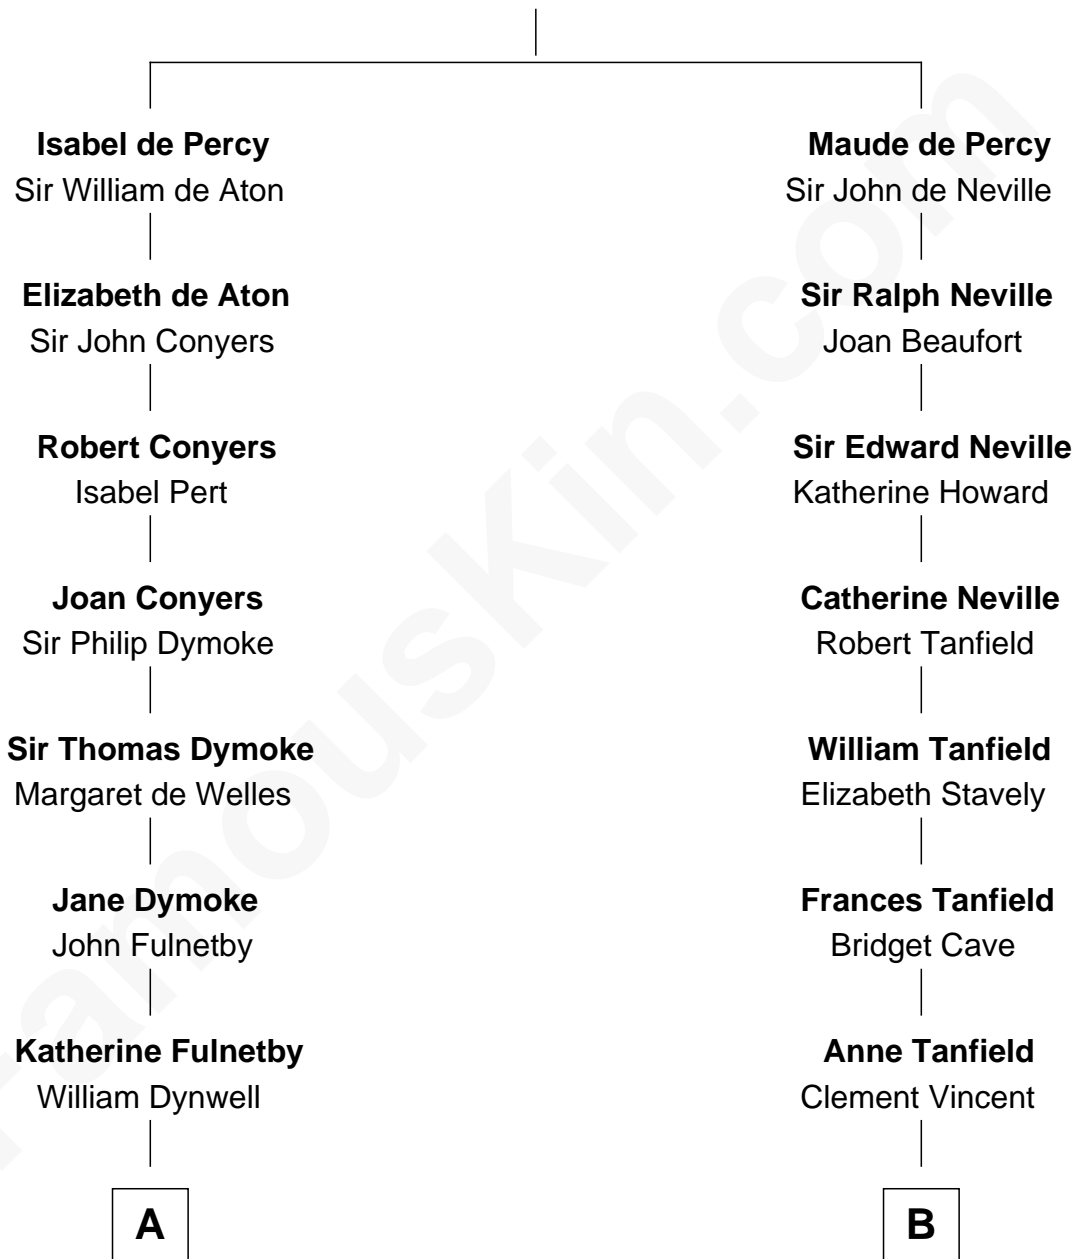 Isabel de Percy
Sir William de Aton
Elizabeth de Aton
Sir John Conyers
Robert Conyers
Isabel Pert
Joan Conyers
Sir Philip Dymoke
Sir Thomas Dymoke
Margaret de Welles
Jane Dymoke
John Fulnetby
Katherine Fulnetby
William Dynwell
A
Maude de Percy
Sir John de Neville
Sir Ralph Neville
Joan Beaufort
Sir Edward Neville
Katherine Howard
Catherine Neville
Robert Tanfield
William Tanfield
Elizabeth Stavely
Frances Tanfield
Bridget Cave
Anne Tanfield
Clement Vincent
B
FamousKin.com